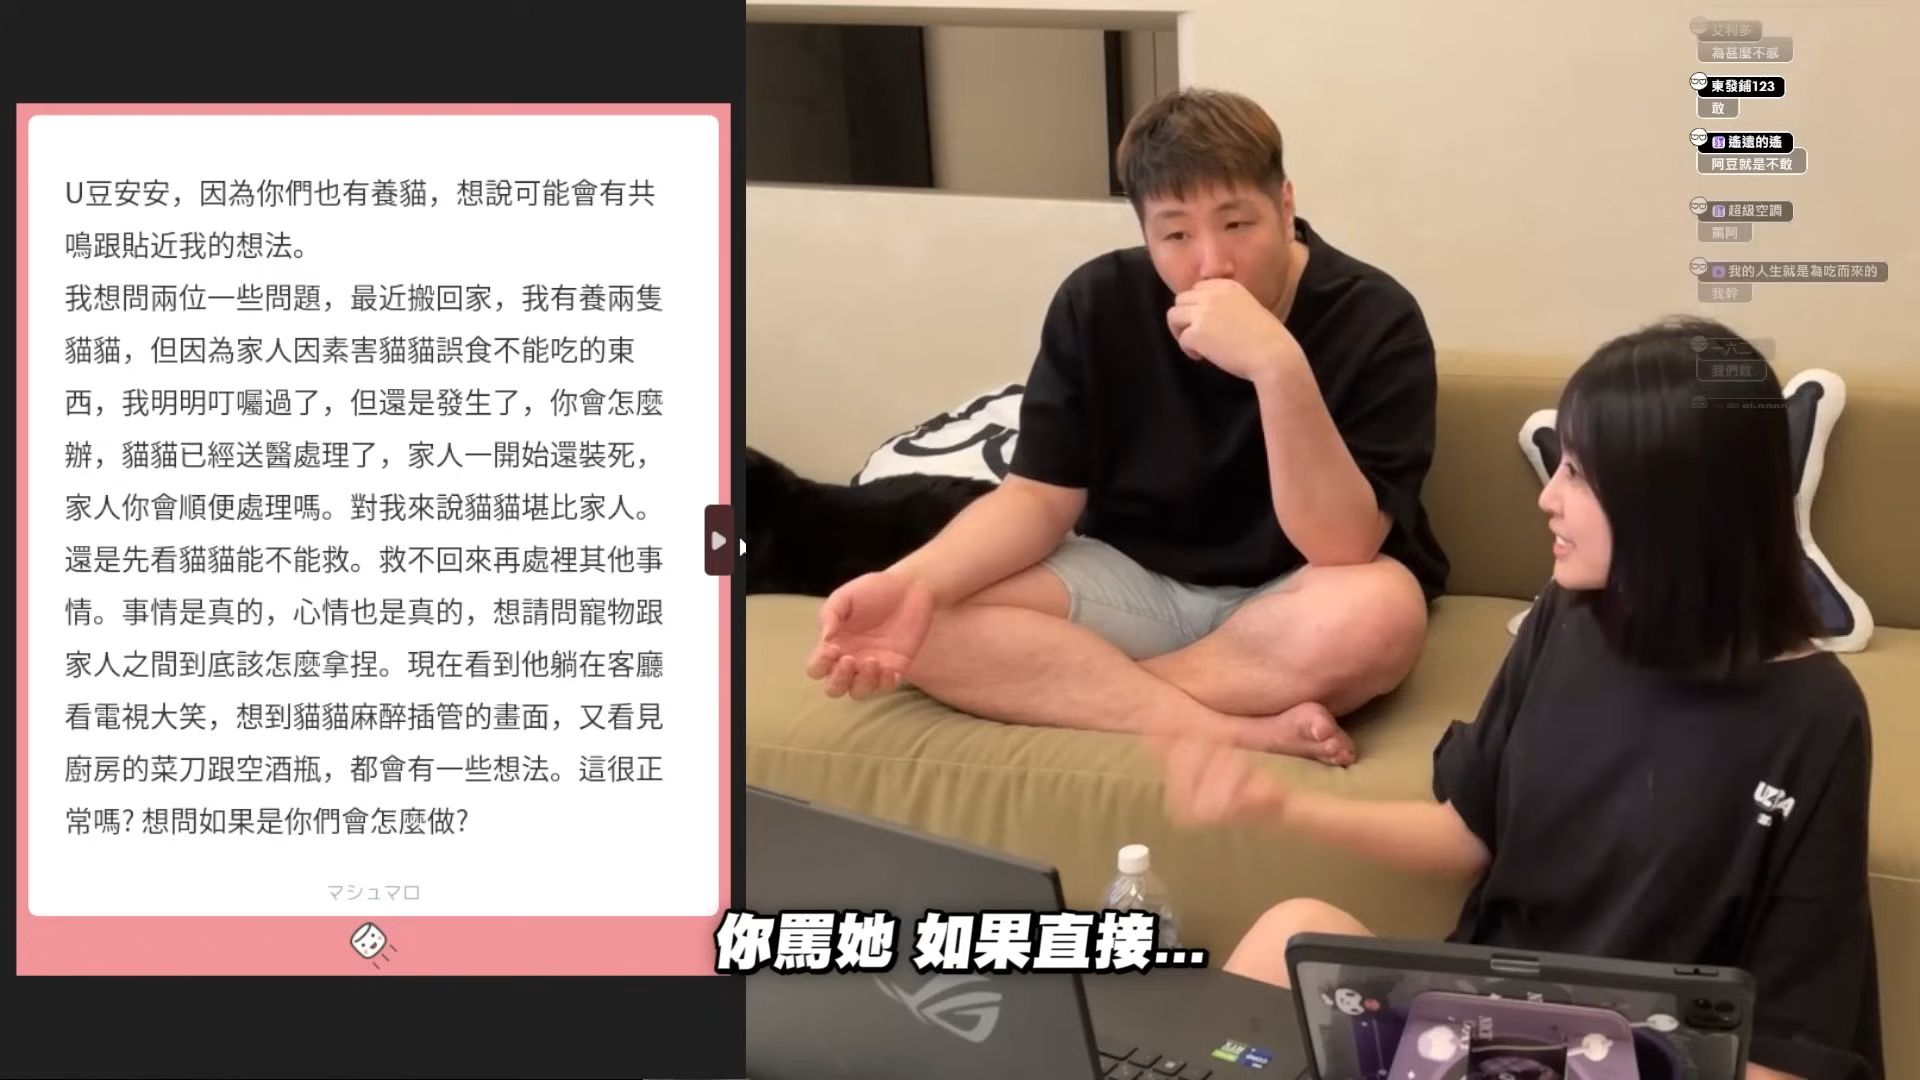 U豆安安，因為你們也有養貓，想說可能會有共
鳴跟貼近我的想法。
我想問兩位一些問題，最近搬回家，我有養兩隻
貓貓，但因為家人因素害貓貓誤食不能吃的東
西，我明明叮囑過了，但還是發生了，你會怎麼
辦，貓貓已經送醫處理了，家人一開始還裝死，
家人你會順便處理嗎。對我來說貓貓堪比家人。
還是先看貓貓能不能救。救不回來再處裡其他事
情。事情是真的，心情也是真的，想請問寵物跟
家人之間到底該怎麼拿捏。現在看到他躺在客廳
看電視大笑，想到貓貓麻醉插管的畫面，又看見
廚房的菜刀跟空酒瓶，都會有一些想法。這很正
常嗎? 想問如果是你們會怎麼做?
マシュマロ
你罵她 如果直接...
艾利多
為甚麼不感
東發鋪123
敢
遙遠的遙
阿豆就是不敢
超級空調
罵阿
我的人生就是為吃而來的
我幹
一六二
我們敢